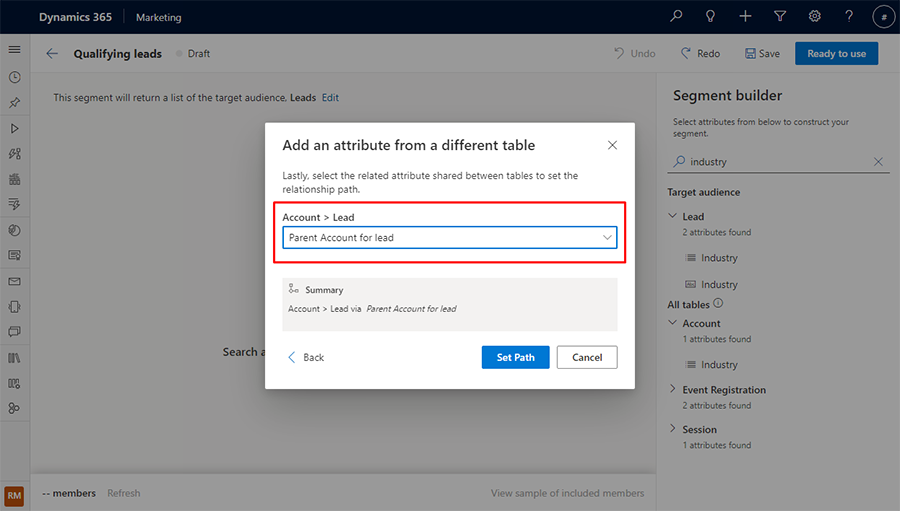 Dynamics 365 Marketing
#
Qualifying leads Draft Undo Redo Save Ready to use
This segment will return a list of the target audience, Leads Edit
Segment builder
Select attributes from below to construct your
segment.
industry
Target audience
Lead
2 attributes found
Industry
Industry
All tables
Account
1 attributes found
Industry
Event Registration
2 attributes found
Session
1 attributes found
Add an attribute from a different table
Lastly, select the related attribute shared between tables to set the
relationship path.
Account > Lead
Parent Account for lead
Summary
Account > Lead via Parent Account for lead
Back Set Path Cancel
Search a
RM
-- members Refresh View sample of included members